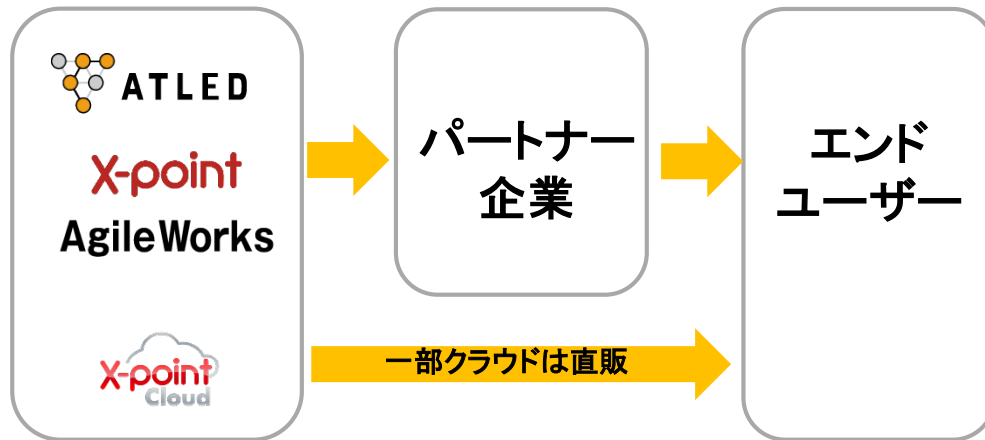 ATLED
X-point
AgileWorks
X-point
Cloud
パートナー
企業
エンド
ユーザー
一部クラウドは直販